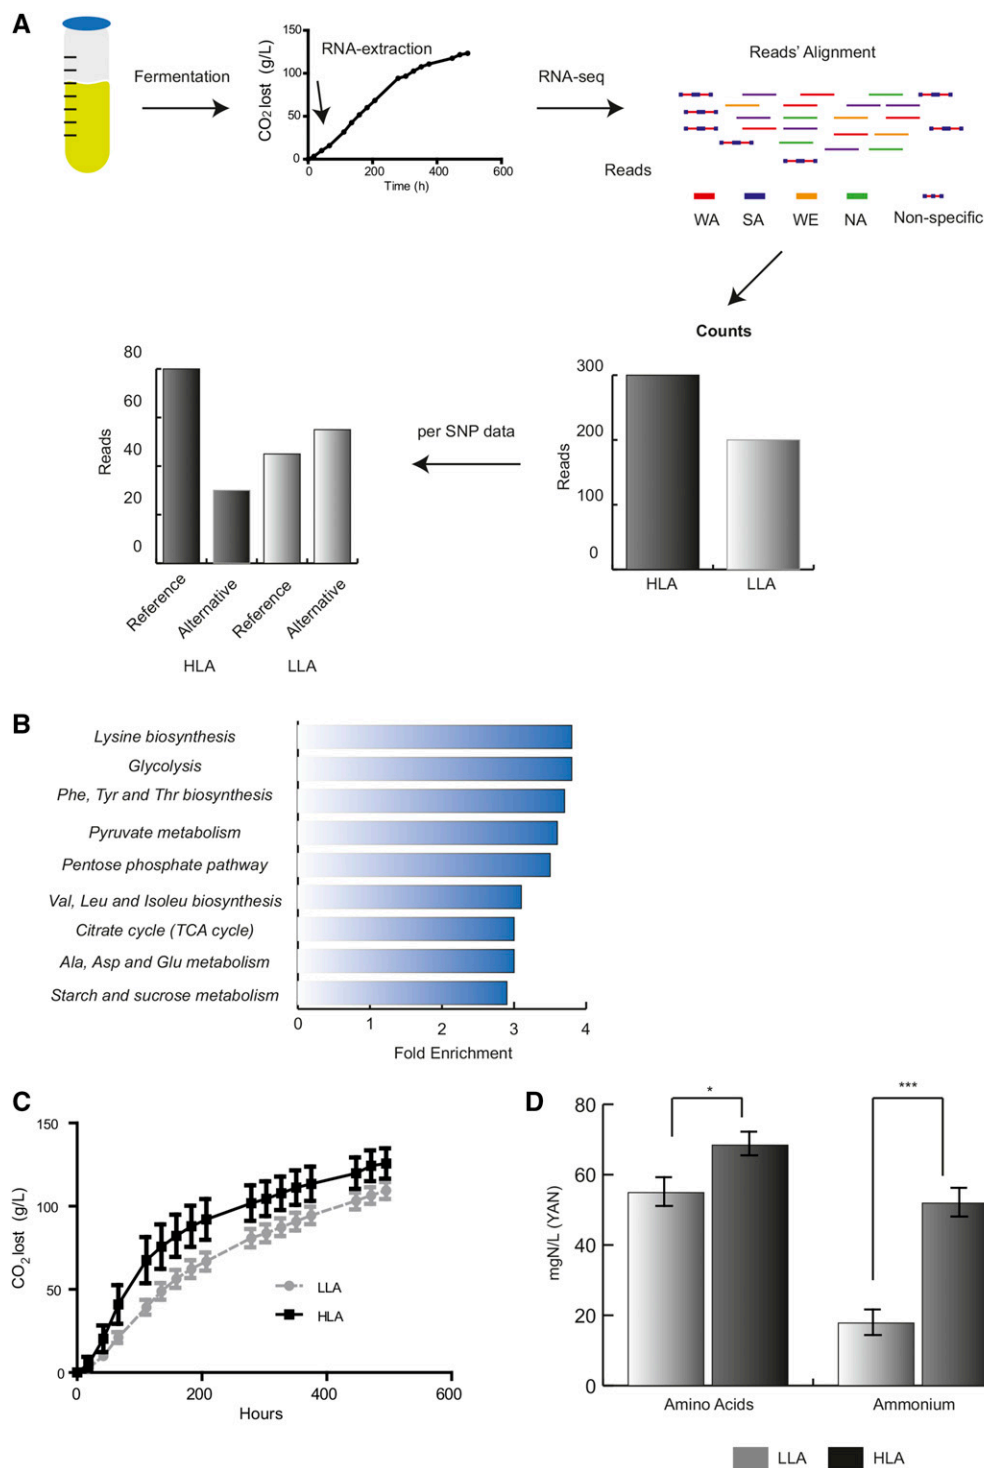 A
Fermentation
RNA-extraction
CO2 lost (g/L)
150
100
50
0
0
200
400
600
Time (h)
RNA-seq
Reads' Alignment
Reads
WA
SA
WE
NA
Non-specific
Counts
300
200
100
0
Reads
HLA
LLA
per SNP data
80
60
40
20
0
Reads
Reference
Alternative
Reference
Alternative
HLA
LLA
B
Lysine biosynthesis
Glycolysis
Phe, Tyr and Thr biosynthesis
Pyruvate metabolism
Pentose phosphate pathway
Val, Leu and Isoleu biosynthesis
Citrate cycle (TCA cycle)
Ala, Asp and Glu metabolism
Starch and sucrose metabolism
0
1
2
3
4
Fold Enrichment
C
CO2 lost (g/L)
150
100
50
0
0
200
400
600
Hours
LLA
HLA
D
mgN/L (YAN)
80
60
40
20
0
*
***
Amino Acids
Ammonium
LLA
HLA